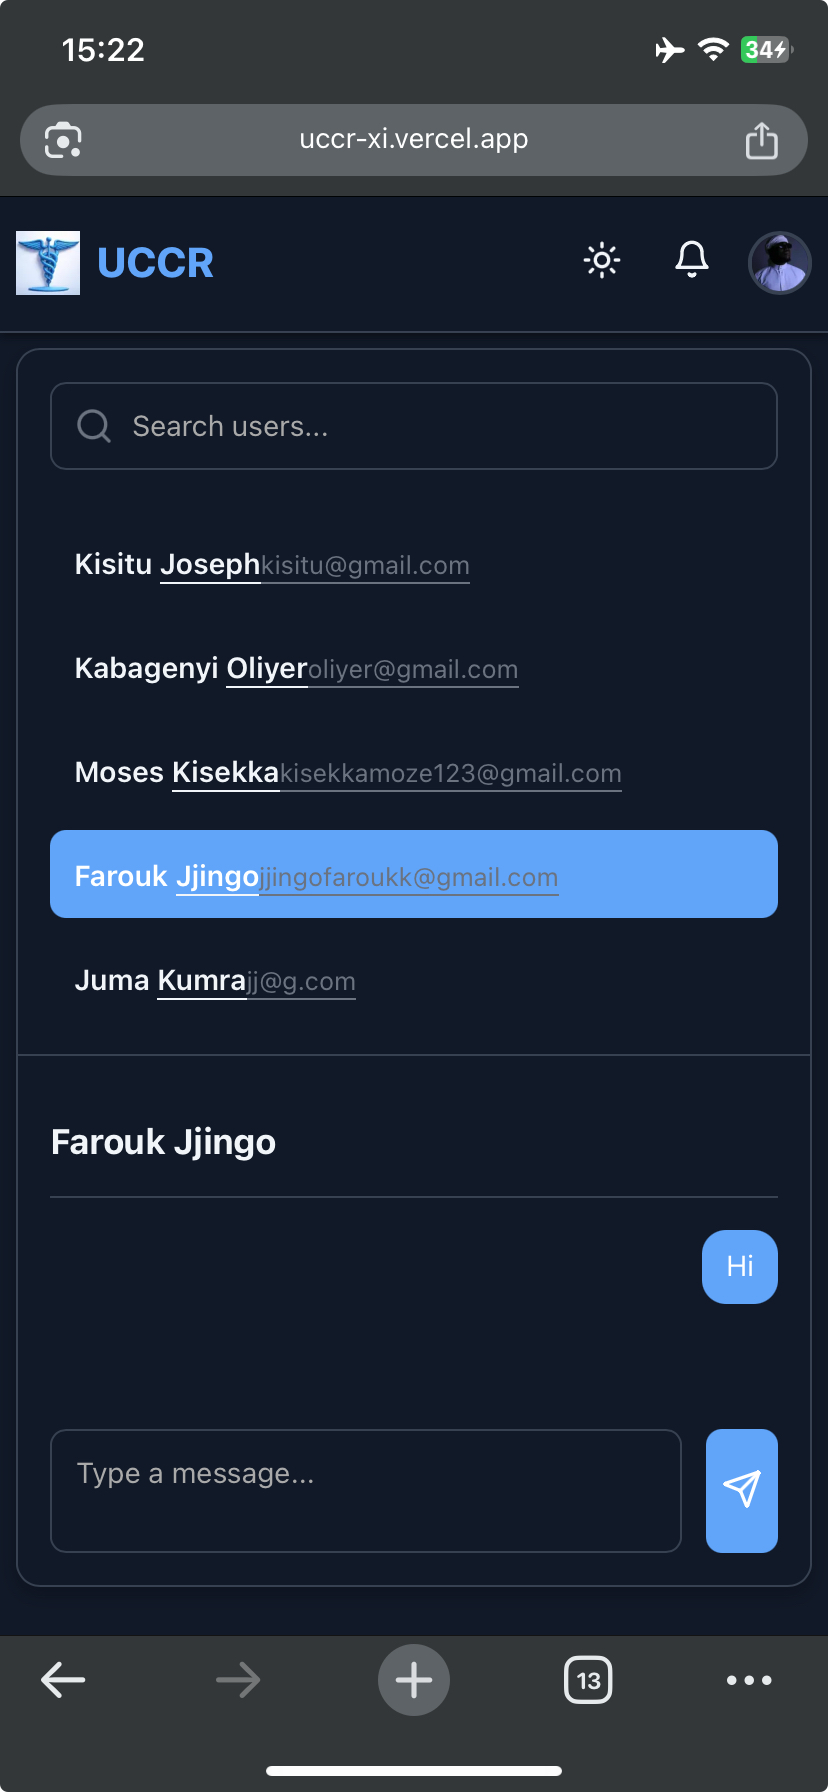 15:22
34
uccr-xi.vercel.app
UCCR
Search users...
Kisitu Josephkisitu@gmail.com
Kabagenyi Oliyeroliyer@gmail.com
Moses Kisekkakisekkamoze123@gmail.com
Farouk Jjingojjingofaroukk@gmail.com
Juma Kumrajj@g.com
Farouk Jjingo
Hi
Type a message...
13